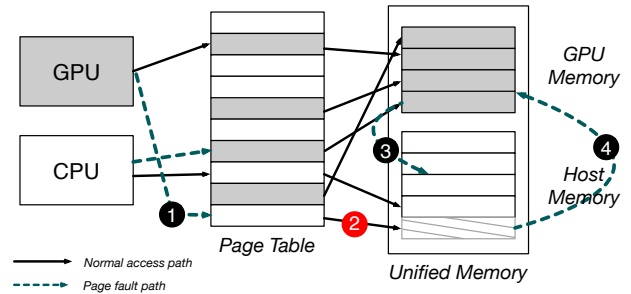 GPU
CPU
1
2
3
4
GPU
Memory
Host
Memory
Page Table
Unified Memory
Normal access path
Page fault path